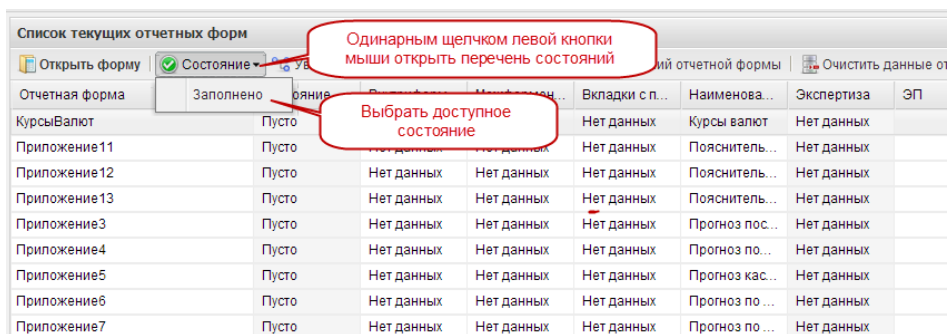 Список текущих отчетных форм
Одинарным щелчком левой кнопки
мыши открыть перечень состояний
Открыть форму Состояние ий отчетной формы Очистить данные от
Отчетная форма Заполнено Вкладки с п... Наименова... Экспертиза ЭП
Выбрать доступное
состояние
КурсыВалют Пусто Нет данных Курсы валют Нет данных
Приложение11 Пусто Нет данных Нет данных Нет данных Пояснитель... Нет данных
Приложение12 Пусто Нет данных Нет данных Нет данных Пояснитель... Нет данных
Приложение13 Пусто Нет данных Нет данных Нет данных Пояснитель... Нет данных
Приложение3 Пусто Нет данных Нет данных Нет данных Прогноз пос... Нет данных
Приложение4 Пусто Нет данных Нет данных Нет данных Прогноз по... Нет данных
Приложение5 Пусто Нет данных Нет данных Нет данных Прогноз кас... Нет данных
Приложение6 Пусто Нет данных Нет данных Нет данных Прогноз по ... Нет данных
Приложение7 Пусто Нет данных Нет данных Нет данных Прогноз по ... Нет данных